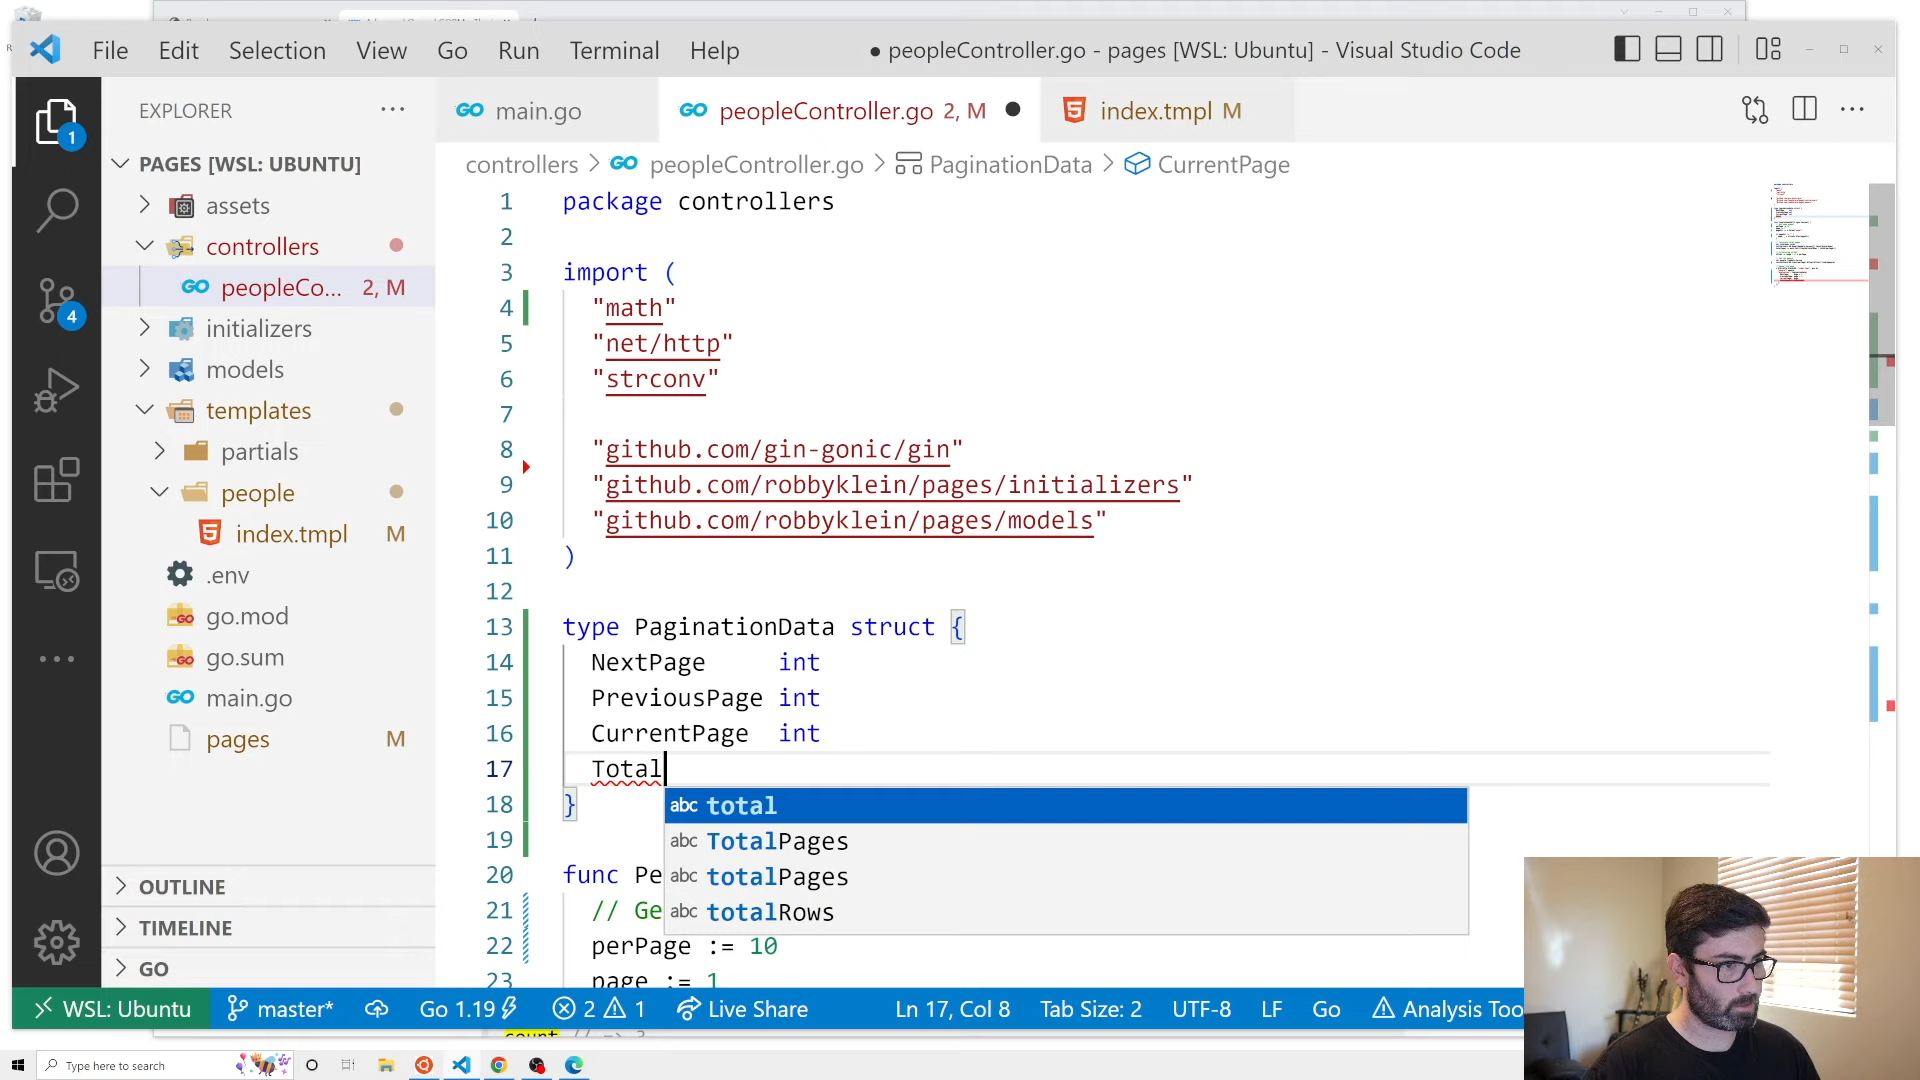 File Edit Selection View Go Run Terminal Help
● peopleController.go - pages [WSL: Ubuntu] - Visual Studio Code
EXPLORER
main.go
peopleController.go 2, M
index.tmpl M
controllers > peopleController.go > PaginationData > CurrentPage
PAGES [WSL: UBUNTU]
assets
controllers
peopleCo... 2, M
initializers
models
templates
partials
people
index.tmpl M
.env
go.mod
go.sum
main.go
pages M
OUTLINE
TIMELINE
GO
1
4
1 package controllers
2
3 import (
4 "math"
5 "net/http"
6 "strconv"
7
8 "github.com/gin-gonic/gin"
9 "github.com/robbyklein/pages/initializers"
10 "github.com/robbyklein/pages/models"
11 )
12
13 type PaginationData struct {
14 NextPage int
15 PreviousPage int
16 CurrentPage int
17 Total
18 }
19
20 func Pe
21 // Ge
22 perPage := 10
23 page := 1
abc total
abc TotalPages
abc totalPages
abc totalRows
WSL: Ubuntu master* Go 1.19 2 1 Live Share Ln 17, Col 8 Tab Size: 2 UTF-8 LF Go Analysis Too
count // => 3
Type here to search